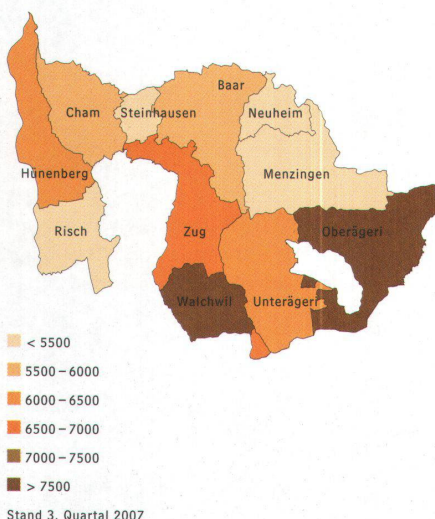 Baar
Cham
Steinhausen
Neuheim
Hünenberg
Menzingen
Risch
Zug
Oberägeri
Walchwil
Unterägeri
< 5500
5500–6000
6000–6500
6500–7000
7000–7500
> 7500
Stand 3. Quartal 2007